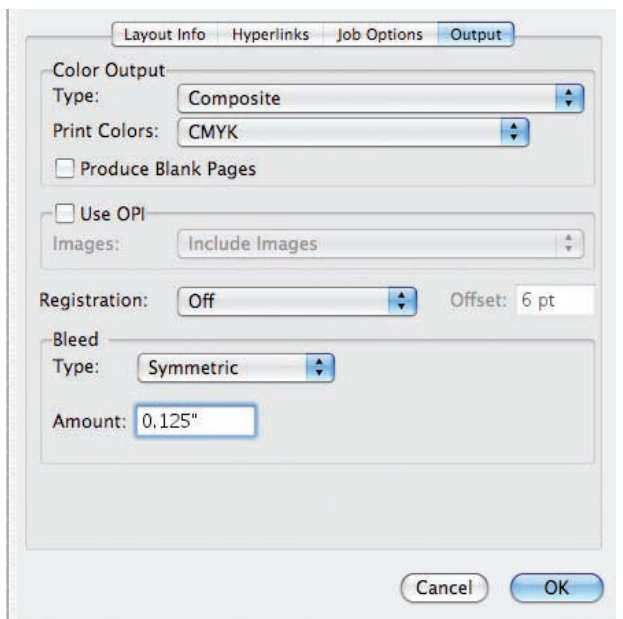 Layout Info Hyperlinks Job Options Output
Color Output
Type: Composite
Print Colors: CMYK
Produce Blank Pages
Use OPI
Images: Include Images
Registration: Off Offset: 6 pt
Bleed
Type: Symmetric
Amount: 0.125"
Cancel OK